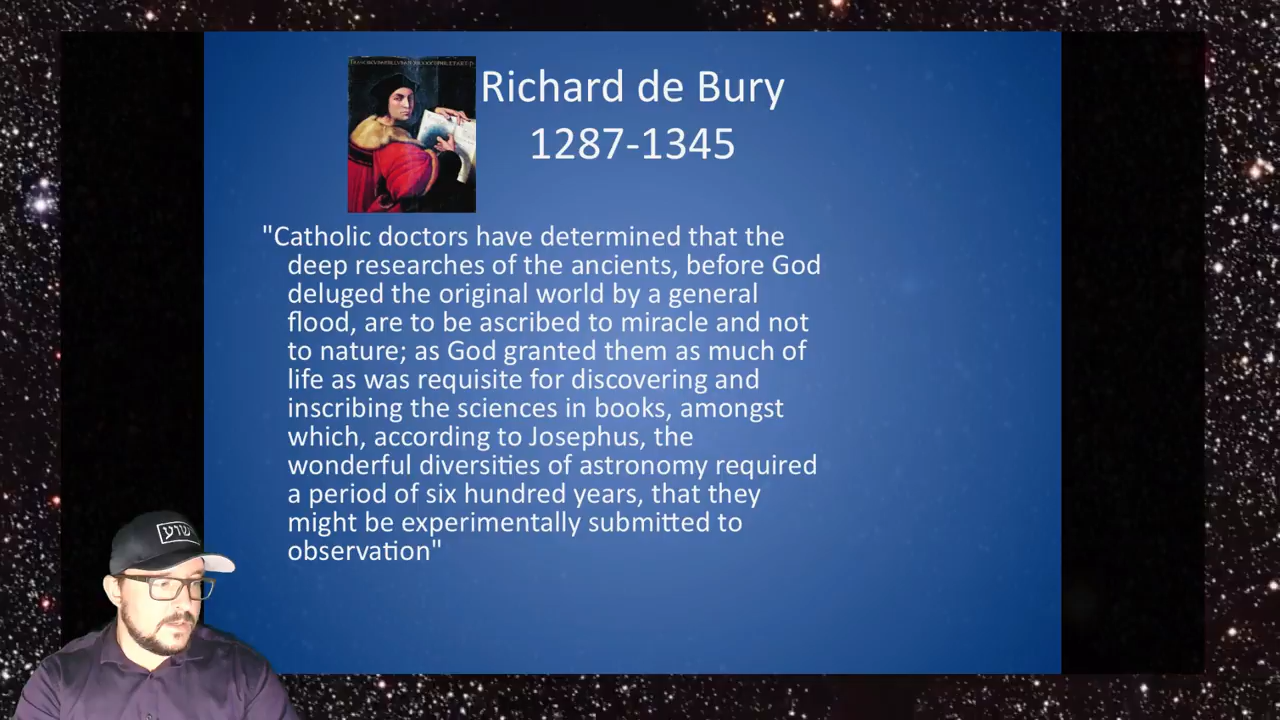 Richard de Bury
1287-1345
"Catholic doctors have determined that the
deep researches of the ancients, before God
deluged the original world by a general
flood, are to be ascribed to miracle and not
to nature; as God granted them as much of
life as was requisite for discovering and
inscribing the sciences in books, amongst
which, according to Josephus, the
wonderful diversities of astronomy required
a period of six hundred years, that they
might be experimentally submitted to
observation"